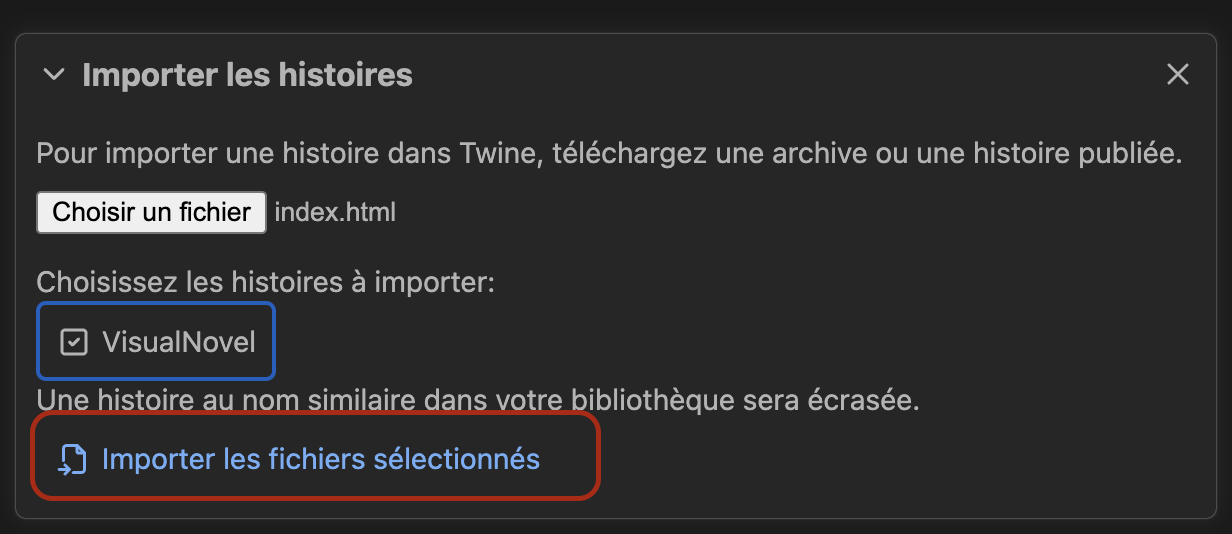 Importer les histoires
Pour importer une histoire dans Twine, téléchargez une archive ou une histoire publiée.
Choisir un fichier index.html
Choisissez les histoires à importer:
VisualNovel
Une histoire au nom similaire dans votre bibliothèque sera écrasée.
Importer les fichiers sélectionnés